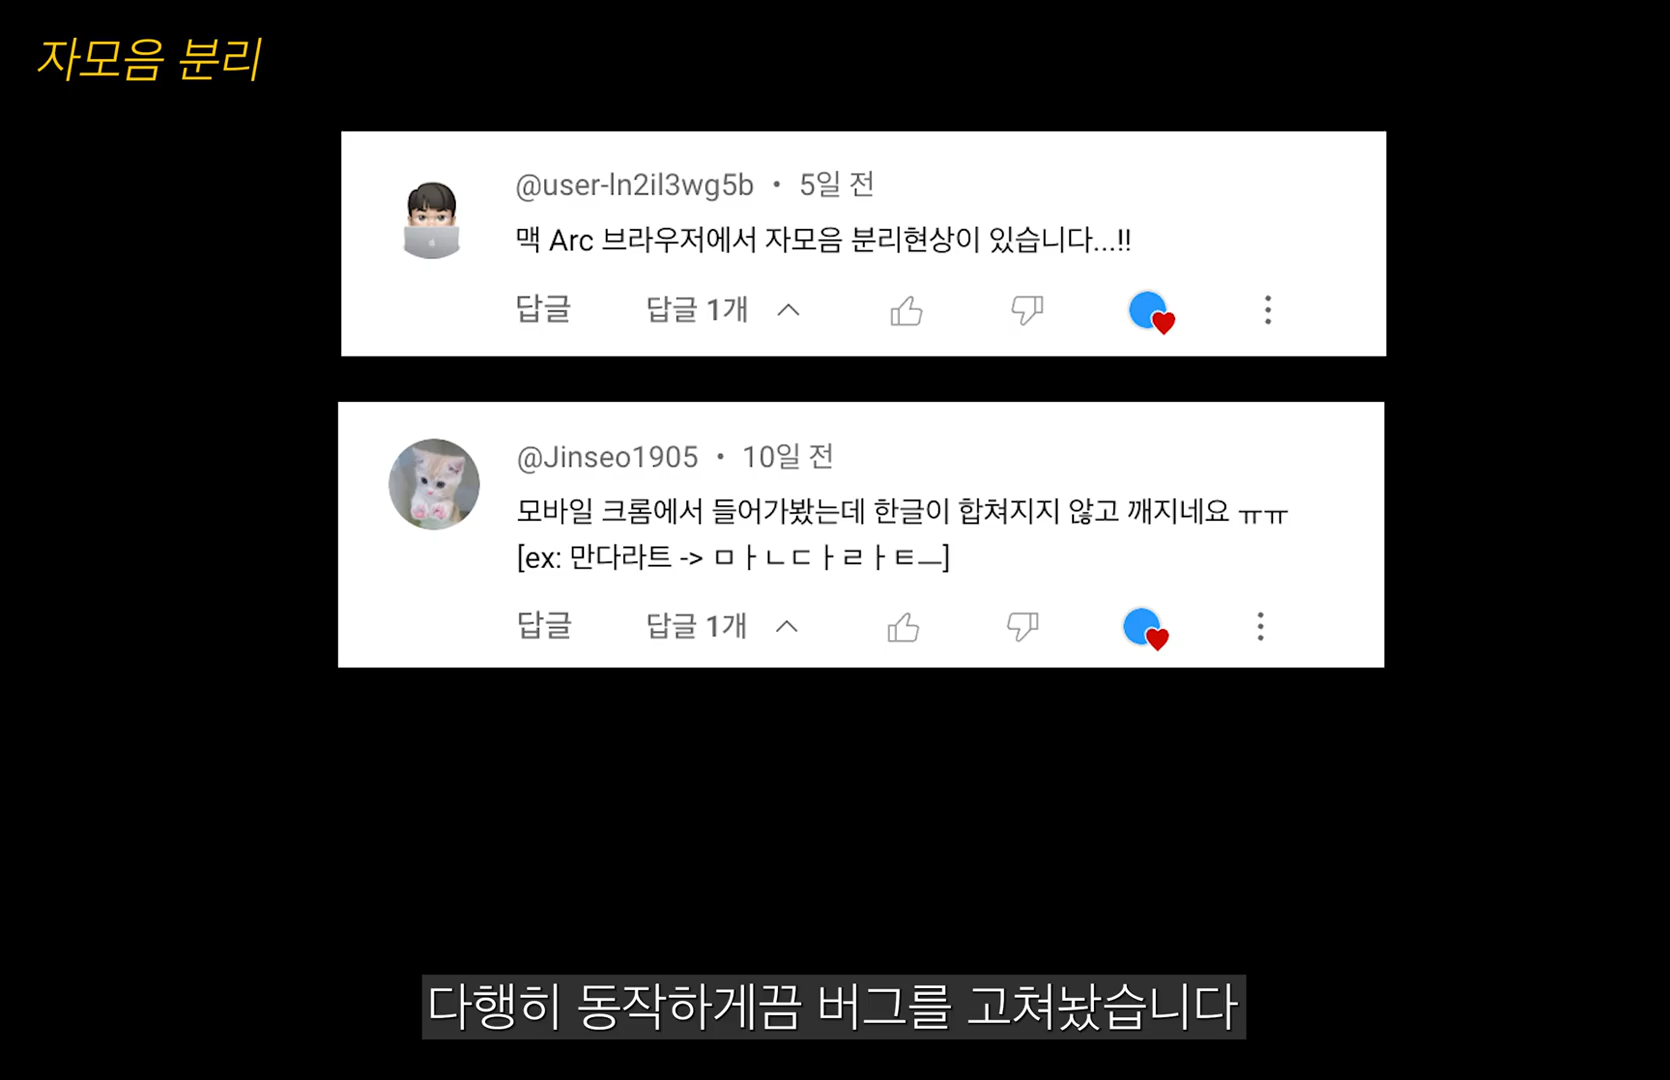 자모음 분리
@user-ln2il3wg5b • 5일 전
맥 Arc 브라우저에서 자모음 분리현상이 있습니다...!!
답글 답글 1개
@Jinseo1905 • 10일 전
모바일 크롬에서 들어가봤는데 한글이 합쳐지지 않고 깨지네요 ㅠㅠ
[ex: 만다라트 -> ㅁㅏㄴㄷㅏㄹㅏㅌㅡ]
답글 답글 1개
다행히 동작하게끔 버그를 고쳐놨습니다